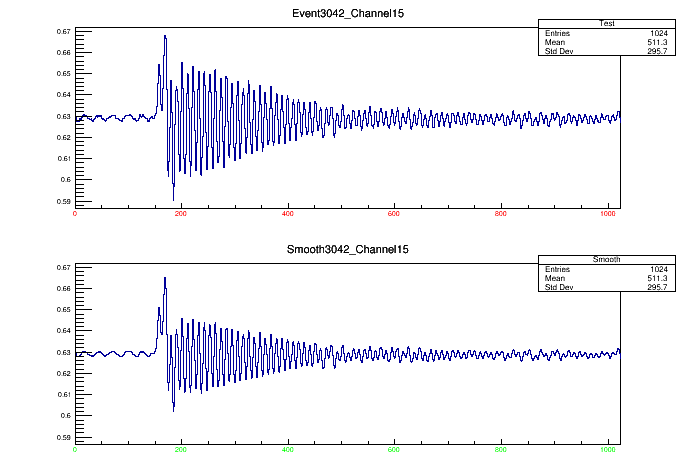 Event3042_Channel15
Test
Entries 1024
Mean 511.3
Std Dev 295.7
0.67
0.66
0.65
0.64
0.63
0.62
0.61
0.6
0.59
0 200 400 600 800 1000
Smooth3042_Channel15
Smooth
Entries 1024
Mean 511.3
Std Dev 295.7
0.67
0.66
0.65
0.64
0.63
0.62
0.61
0.6
0.59
0 200 400 600 800 1000